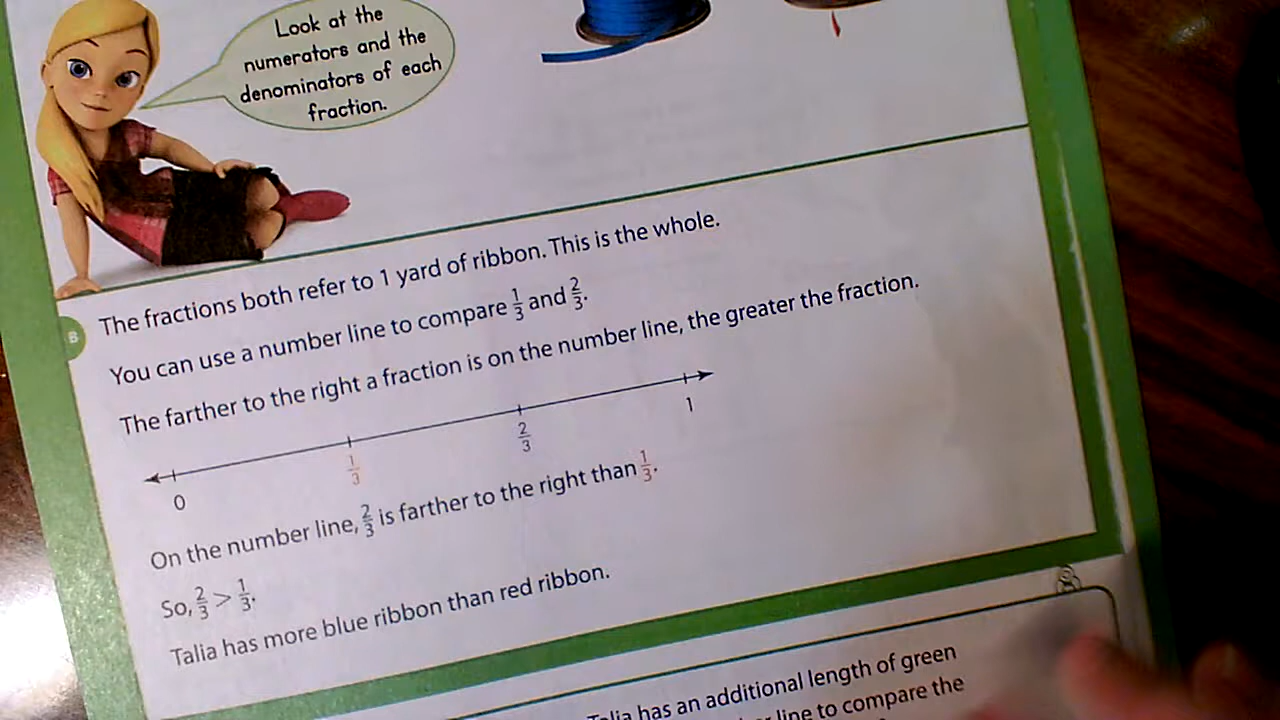 Look at the
numerators and the
denominators of each
fraction.
B
The fractions both refer to 1 yard of ribbon. This is the whole.
You can use a number line to compare 1/3 and 2/3.
The farther to the right a fraction is on the number line, the greater the fraction.
0 1/3 2/3 1
On the number line, 2/3 is farther to the right than 1/3.
So, 2/3 > 1/3.
Talia has more blue ribbon than red ribbon.
Talia has an additional length of green
line to compare the